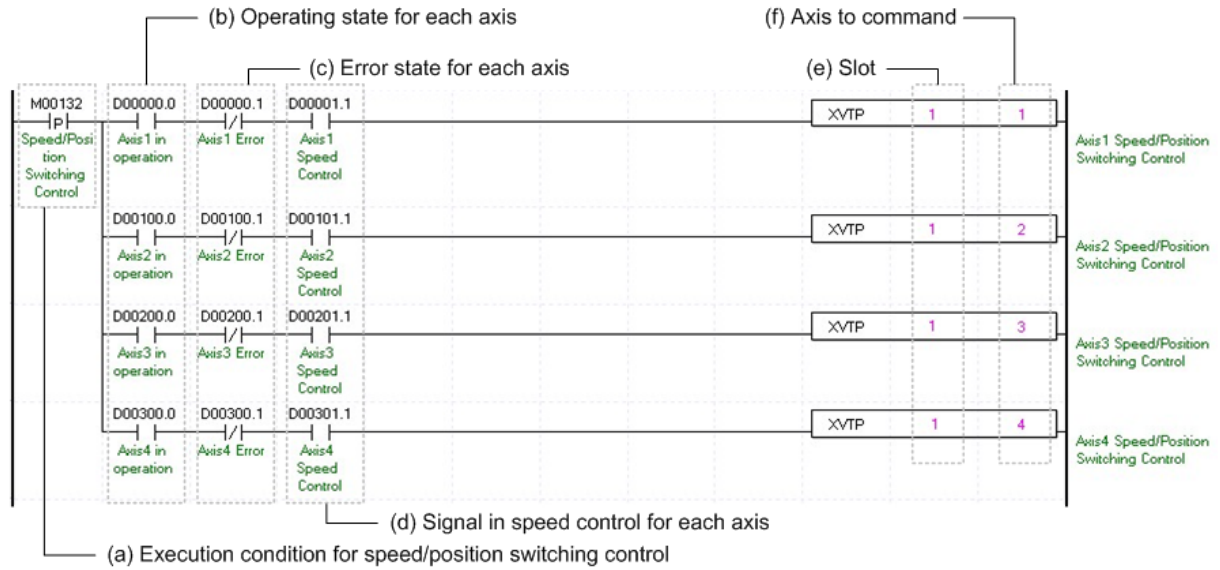 (b) Operating state for each axis
(f) Axis to command
(c) Error state for each axis
(e) Slot
M00132 D00000.0 D00000.1 D00001.1
P
XVTP 1 1
Speed/Posi
tion
Switching
Control
Axis1 in
operation
Axis1 Error
Axis1
Speed
Control
Axis1 Speed/Position
Switching Control
D00100.0 D00100.1 D00101.1
XVTP 1 2
Axis2 in
operation
Axis2 Error
Axis2
Speed
Control
Axis2 Speed/Position
Switching Control
D00200.0 D00200.1 D00201.1
XVTP 1 3
Axis3 in
operation
Axis3 Error
Axis3
Speed
Control
Axis3 Speed/Position
Switching Control
D00300.0 D00300.1 D00301.1
XVTP 1 4
Axis4 in
operation
Axis4 Error
Axis4
Speed
Control
Axis4 Speed/Position
Switching Control
(d) Signal in speed control for each axis
(a) Execution condition for speed/position switching control